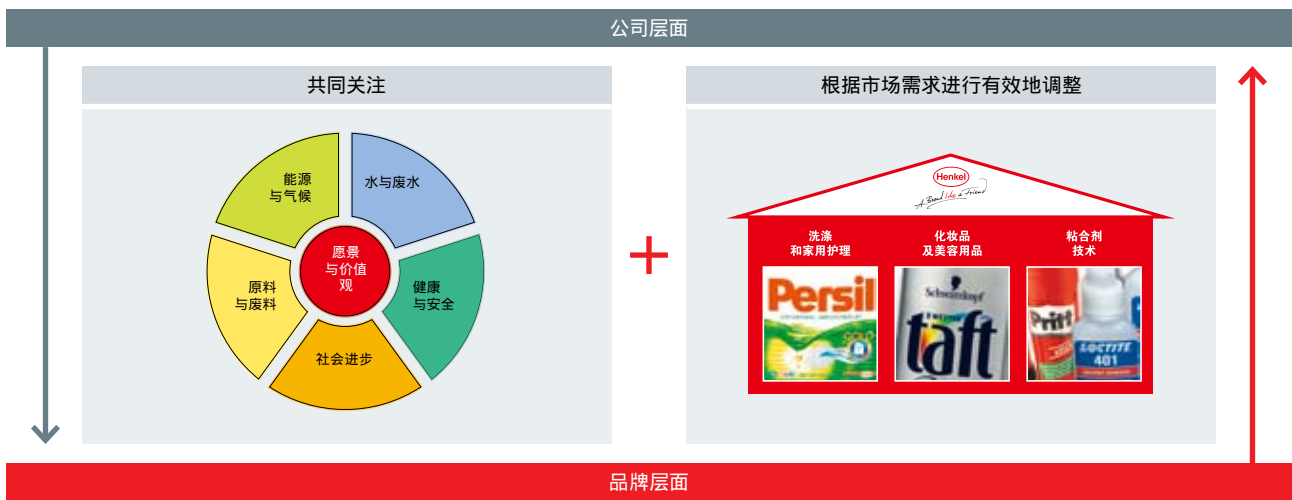 公司层面
共同关注
根据市场需求进行有效地调整
能源
与气候
水与废水
愿景
与价值
观
原料
与废料
健康
与安全
社会进步
+
Henkel
A Brand like a Friend
洗涤
和家用护理
化妆品
及美容用品
粘合剂
技术
Persil
Schwarzkopf
taft
Pritt
LOCTITE
401
品牌层面